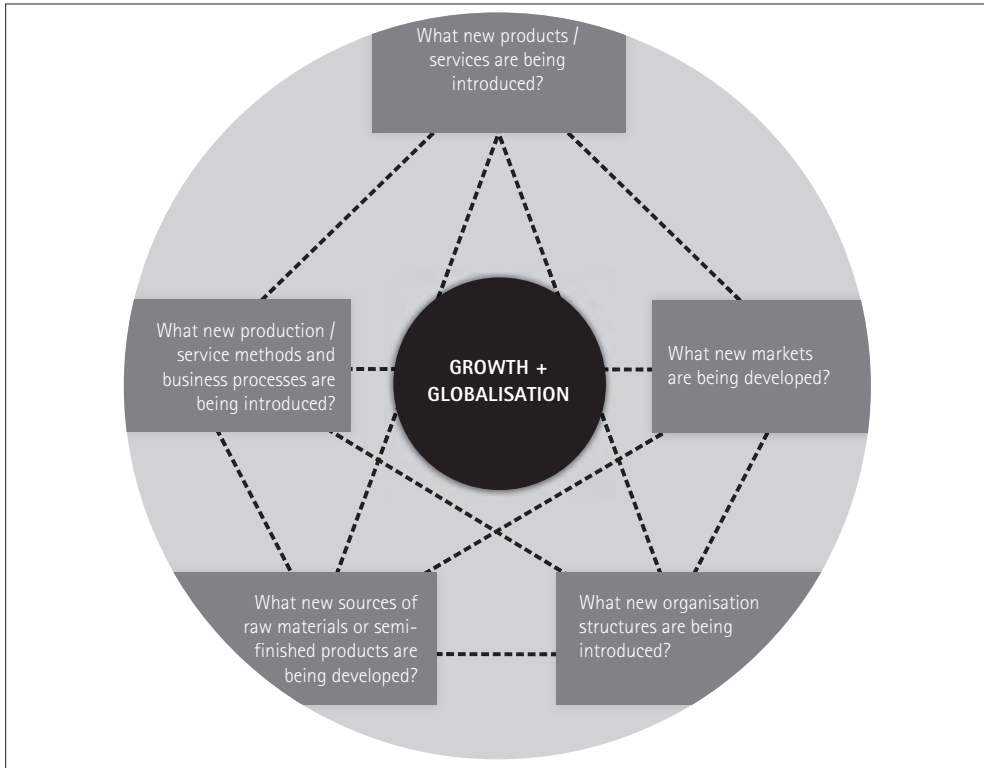 What new products /
services are being
introduced?
What new production /
service methods and
business processes are
being introduced?
GROWTH +
GLOBALISATION
What new markets
are being developed?
What new sources of
raw materials or semi-
finished products are
being developed?
What new organisation
structures are being
introduced?